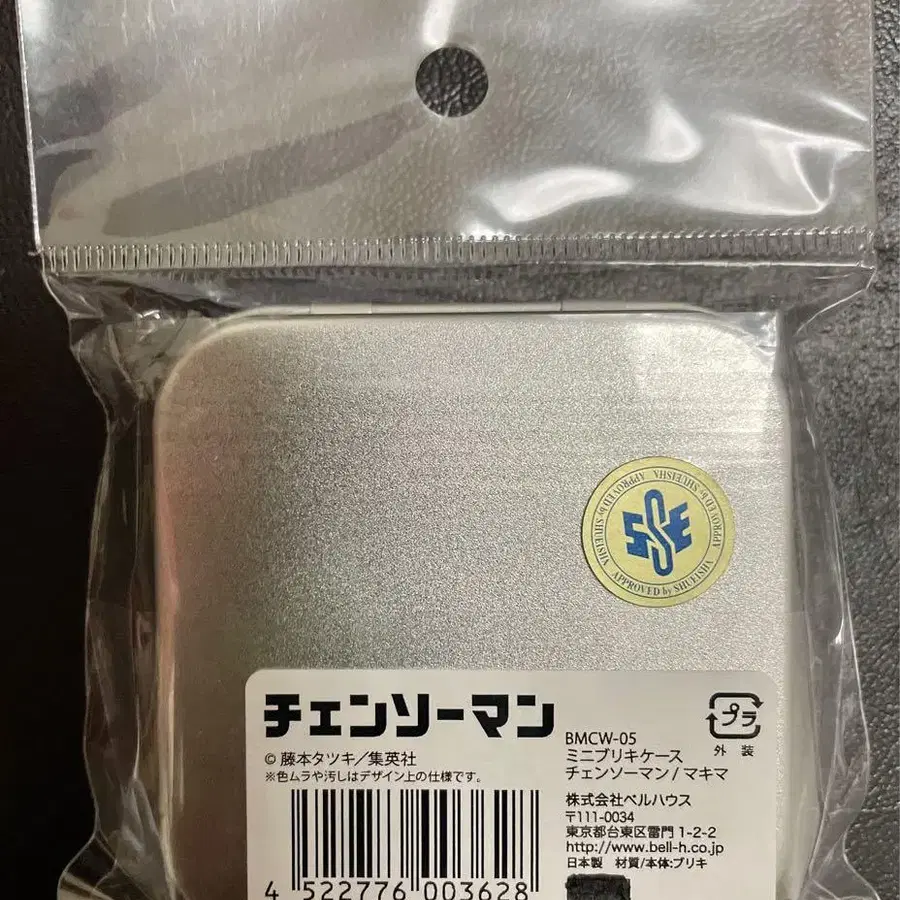 APPROVED by SHUEISHA APPROVED by SHUEISHA APPROVED by SHUEISHA
SSE
チェンソーマン
© 藤本タツキ／集英社
※色ムラや汚しはデザイン上の仕様です。
4 522776 003628
プラ
外 装
BMCW-05
ミニブリキケース
チェンソーマン/マキマ
株式会社ベルハウス
〒111-0034
東京都台東区雷門 1-2-2
http://www.bell-h.co.jp
日本製 材質/本体:ブリキ